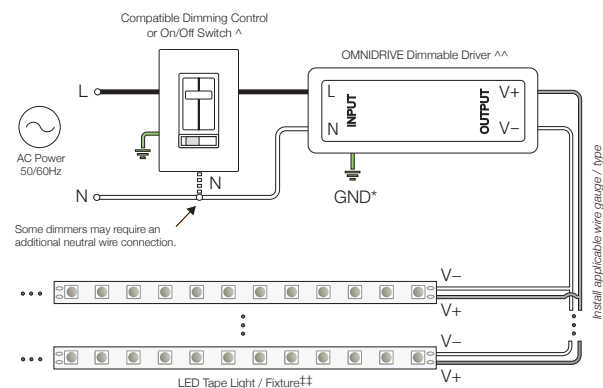 Compatible Dimming Control
or On/Off Switch ^
OMNIDRIVE Dimmable Driver ^^
L
L
INPUT
N
OUTPUT
V+
V–
AC Power
50/60Hz
N
N
GND*
Some dimmers may require an
additional neutral wire connection.
Install applicable wire gauge / type
V–
V+
V–
V+
LED Tape Light / Fixture‡‡